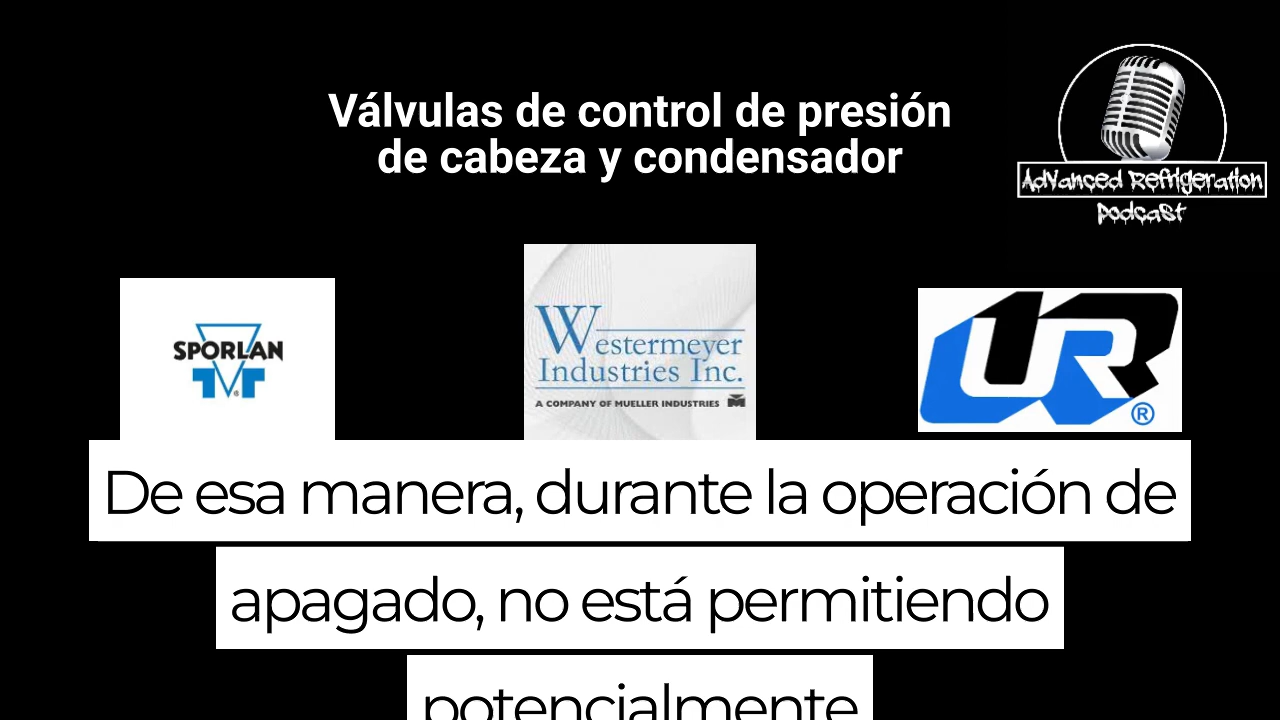 Válvulas de control de presión
de cabeza y condensador
Advanced Refrigeration
Podcast
SPORLAN
Westermeyer
Industries Inc.
A COMPANY OF MUELLER INDUSTRIES
UR
®
De esa manera, durante la operación de
apagado, no está permitiendo
potencialmente